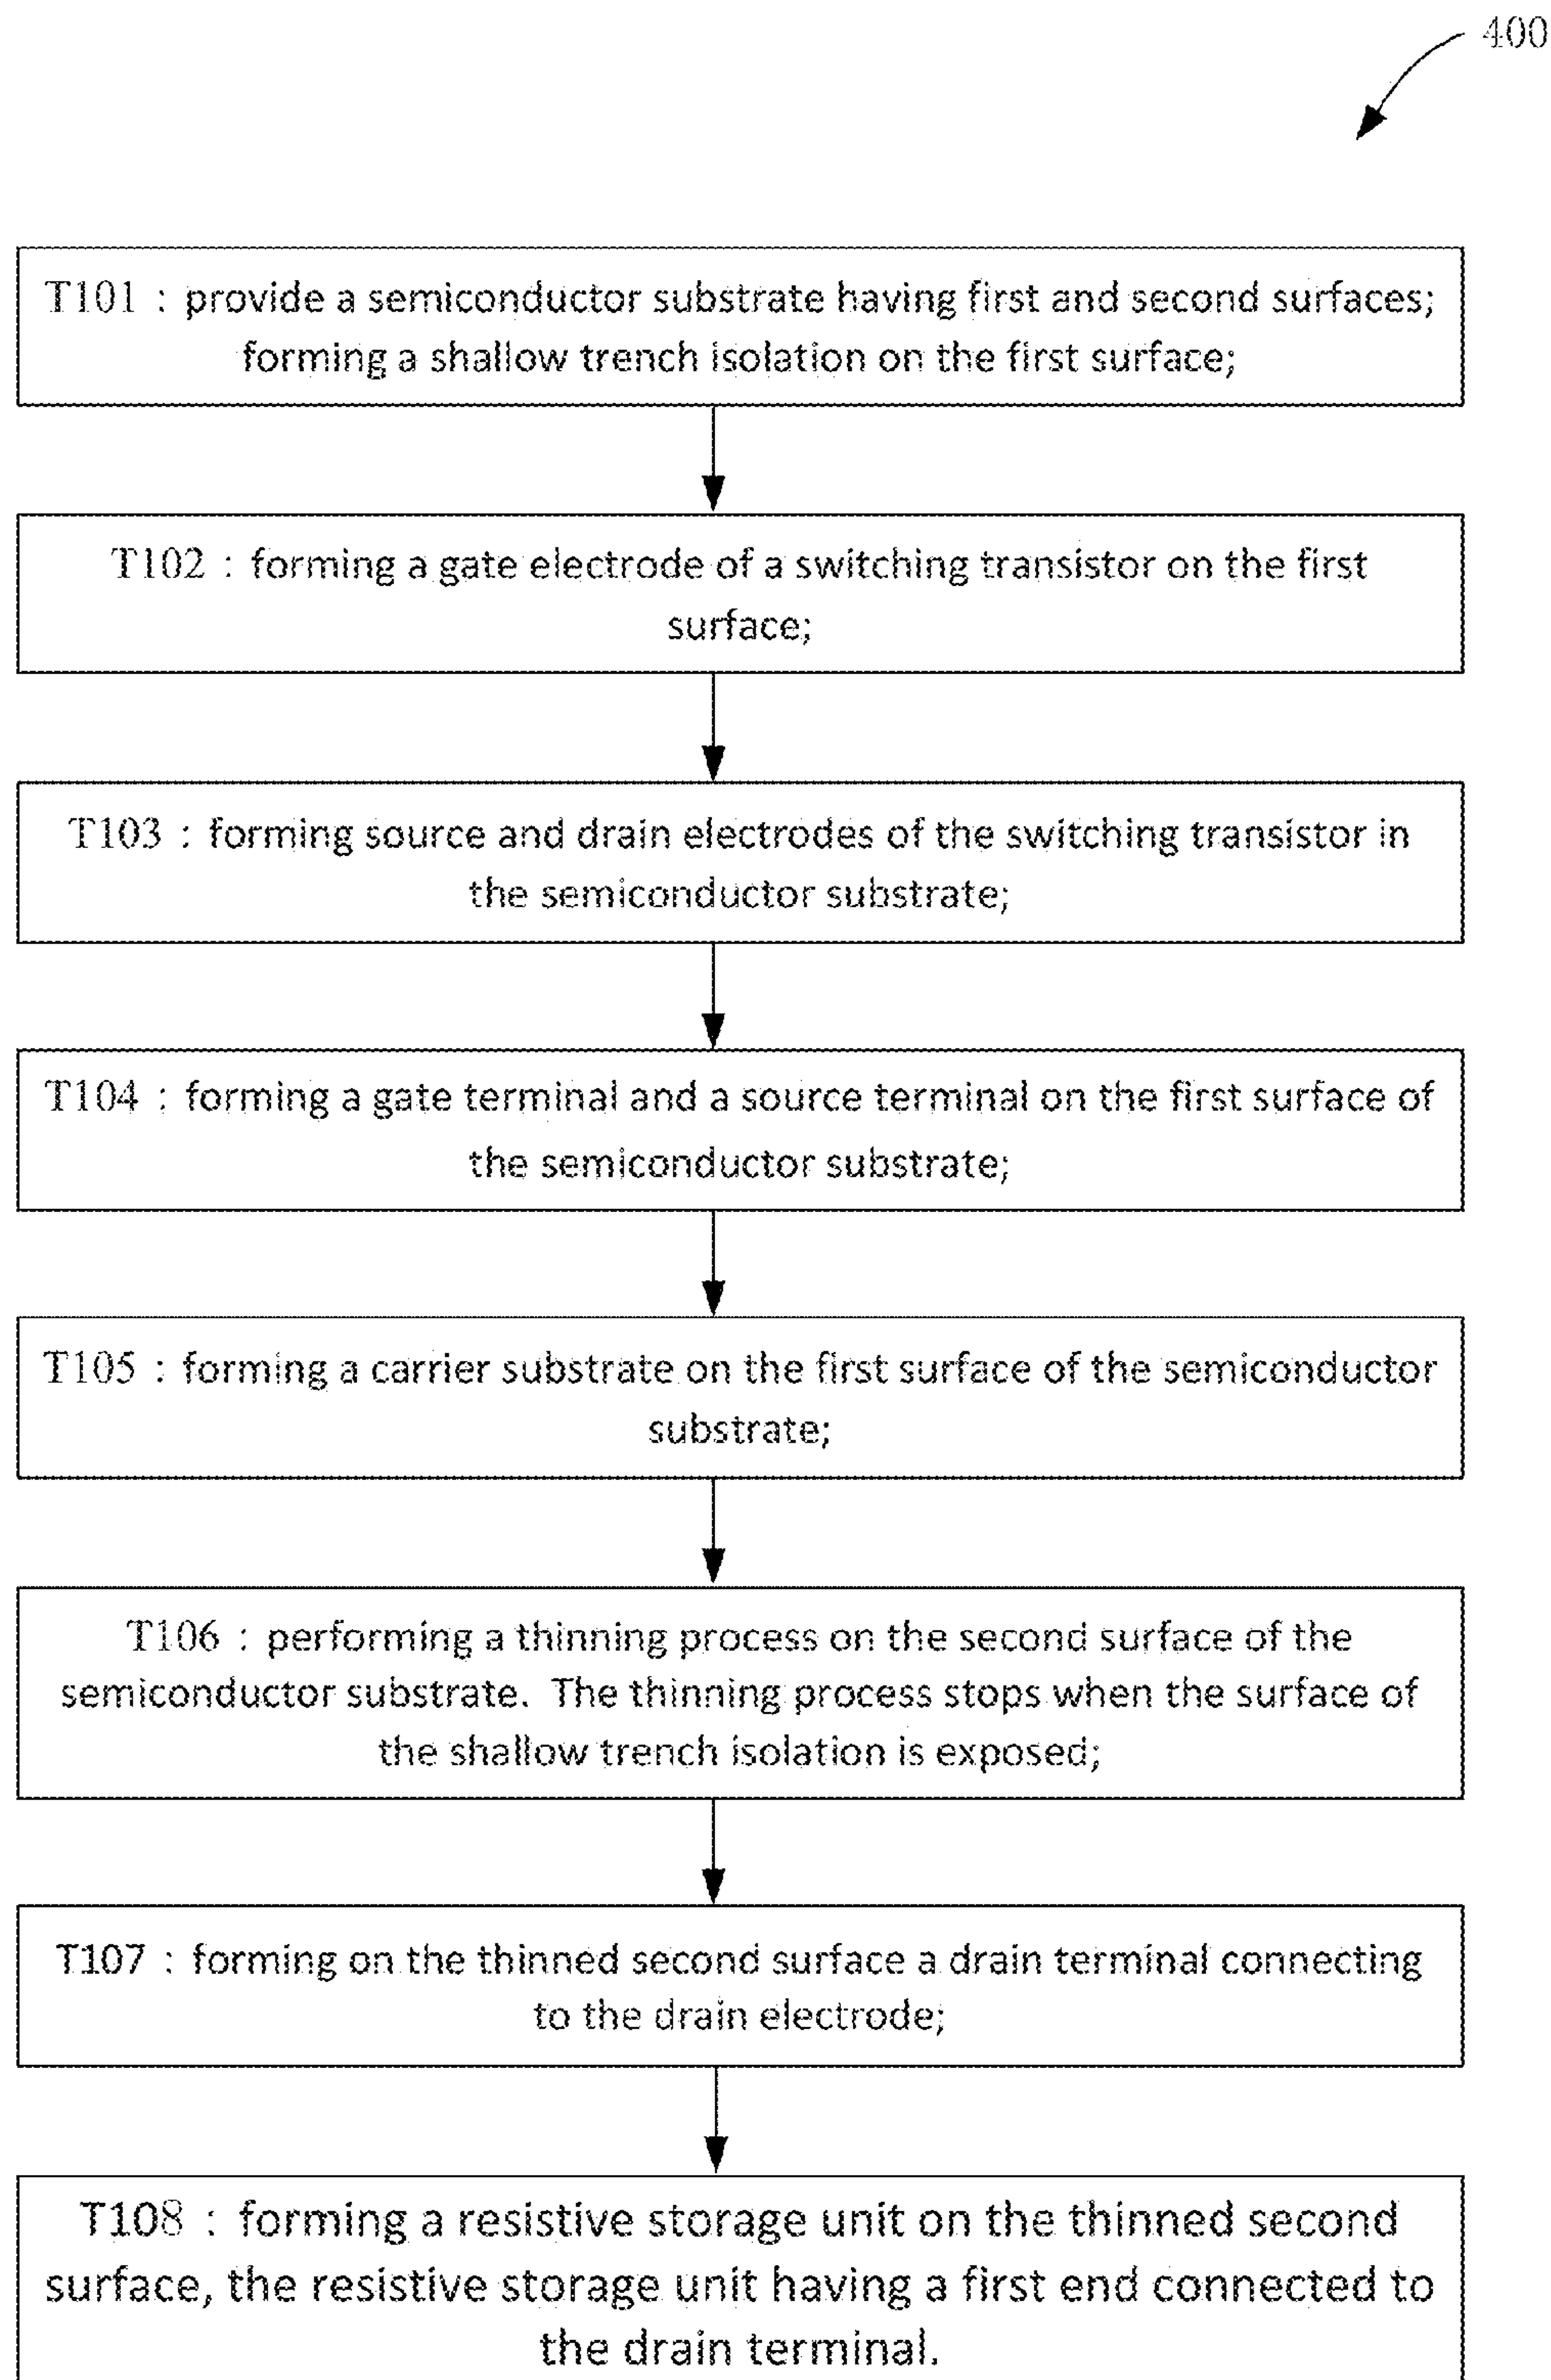 400
T101 : provide a semiconductor substrate having first and second surfaces;
forming a shallow trench isolation on the first surface;
T102 : forming a gate electrode of a switching transistor on the first
surface;
T103 : forming source and drain electrodes of the switching transistor in
the semiconductor substrate;
T104 : forming a gate terminal and a source terminal on the first surface of
the semiconductor substrate;
T105 : forming a carrier substrate on the first surface of the semiconductor
substrate;
T106 : performing a thinning process on the second surface of the
semiconductor substrate. The thinning process stops when the surface of
the shallow trench isolation is exposed;
T107 : forming on the thinned second surface a drain terminal connecting
to the drain electrode;
T108 : forming a resistive storage unit on the thinned second
surface, the resistive storage unit having a first end connected to
the drain terminal.